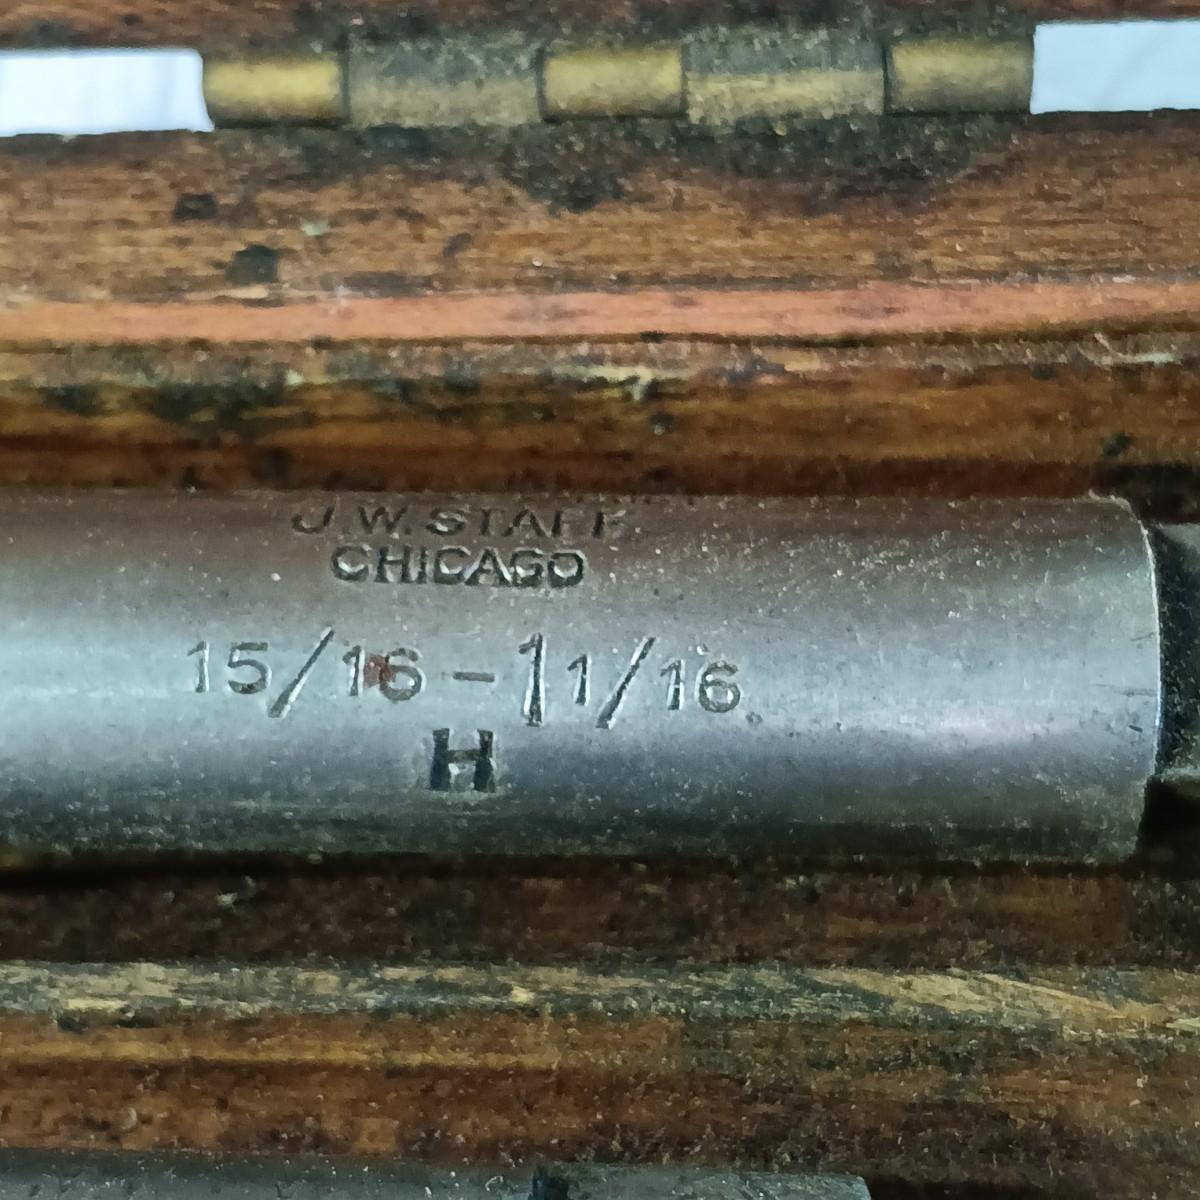 J.W. STAFF
CHICAGO
15/16 - 1 1/16
H